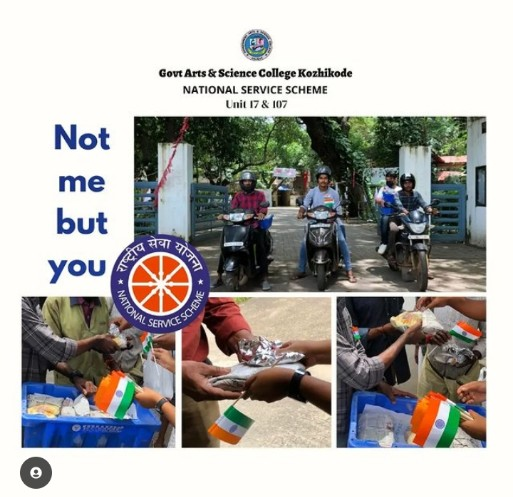 Govt Arts & Science College Kozhikode
NATIONAL SERVICE SCHEME
Unit 17 & 107
Not
me
but
you
राष्ट्रीय सेवा योजना
NATIONAL SERVICE SCHEME